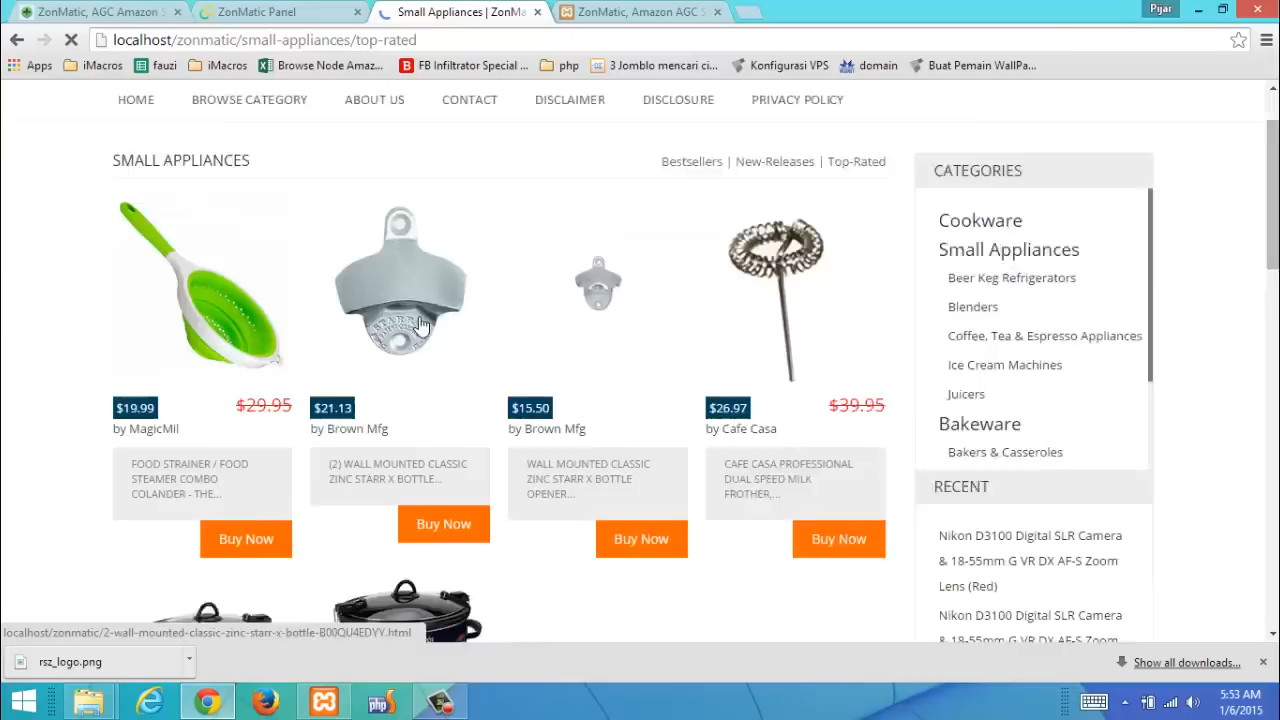 ZonMatic, AGC Amazon S
ZonMatic Panel
Small Appliances | ZonMa
ZonMatic, Amazon AGC S
Pijar
localhost/zonmatic/small-appliances/top-rated
Apps
iMacros
fauzi
iMacros
Browse Node Amaz...
FB Infiltrator Special ...
php
3 Jomblo mencari ci...
Konfigurasi VPS
domain
Buat Pemain WallPa...
HOME
BROWSE CATEGORY
ABOUT US
CONTACT
DISCLAIMER
DISCLOSURE
PRIVACY POLICY
SMALL APPLIANCES
Bestsellers | New-Releases | Top-Rated
$19.99 $29.95
by MagicMil
FOOD STRAINER / FOOD
STEAMER COMBO
COLANDER - THE...
Buy Now
STARR
$21.13
by Brown Mfg
(2) WALL MOUNTED CLASSIC
ZINC STARR X BOTTLE...
Buy Now
$15.50
by Brown Mfg
WALL MOUNTED CLASSIC
ZINC STARR X BOTTLE
OPENER...
Buy Now
$26.97 $39.95
by Cafe Casa
CAFE CASA PROFESSIONAL
DUAL SPEED MILK
FROTHER,...
Buy Now
CATEGORIES
Cookware
Small Appliances
Beer Keg Refrigerators
Blenders
Coffee, Tea & Espresso Appliances
Ice Cream Machines
Juicers
Bakeware
Bakers & Casseroles
RECENT
Nikon D3100 Digital SLR Camera
& 18-55mm G VR DX AF-S Zoom
Lens (Red)
Nikon D3100 Digital SLR Camera
& 18-55mm G VR DX AF-S Zoom
localhost/zonmatic/2-wall-mounted-classic-zinc-starr-x-bottle-B00QU4EDYY.html
rsz_logo.png
Show all downloads...
php
5:53 AM
1/6/2015